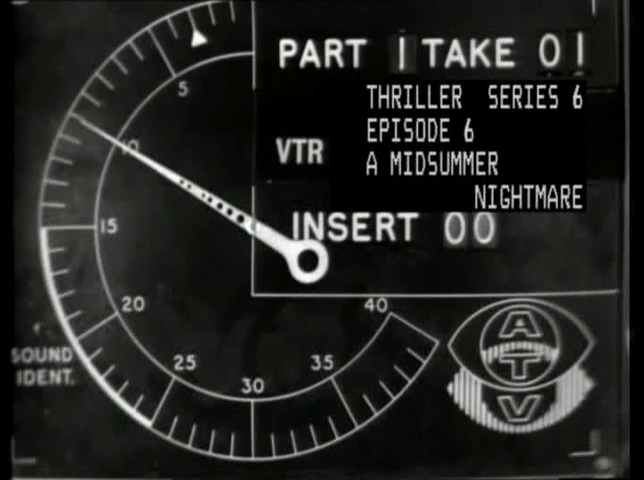 PART 1 TAKE 01
THRILLER SERIES 6
EPISODE 6
VTR
A MIDSUMMER
NIGHTMARE
INSERT 00
5
10
15
20
25
30
35
40
SOUND
IDENT.
A
T
V